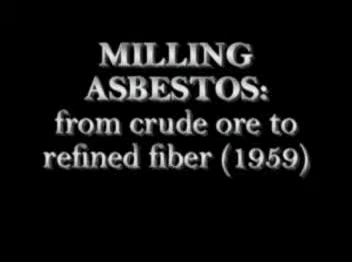 MILLING
ASBESTOS:
from crude ore to
refined fiber (1959)